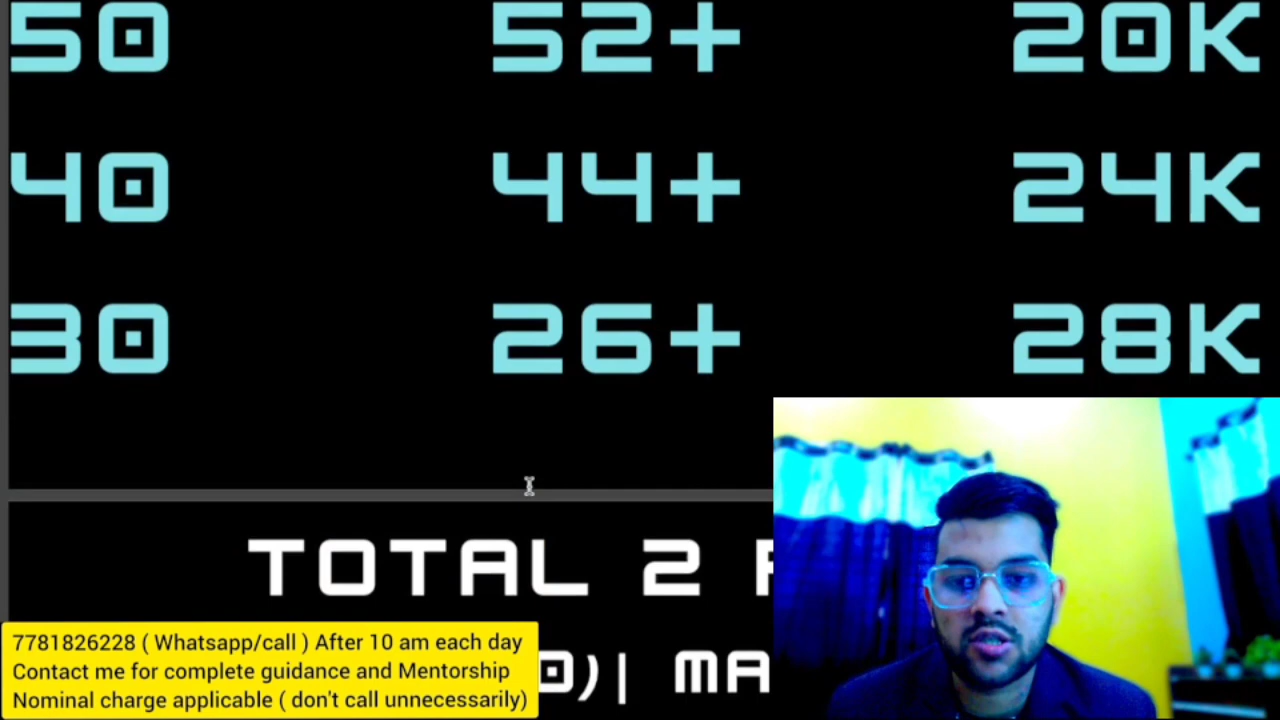 50 52+ 20K
40 44+ 24K
30 26+ 28K
TOTAL 2
7781826228 ( Whatsapp/call ) After 10 am each day
Contact me for complete guidance and Mentorship
Nominal charge applicable ( don't call unnecessarily)
0)| MA